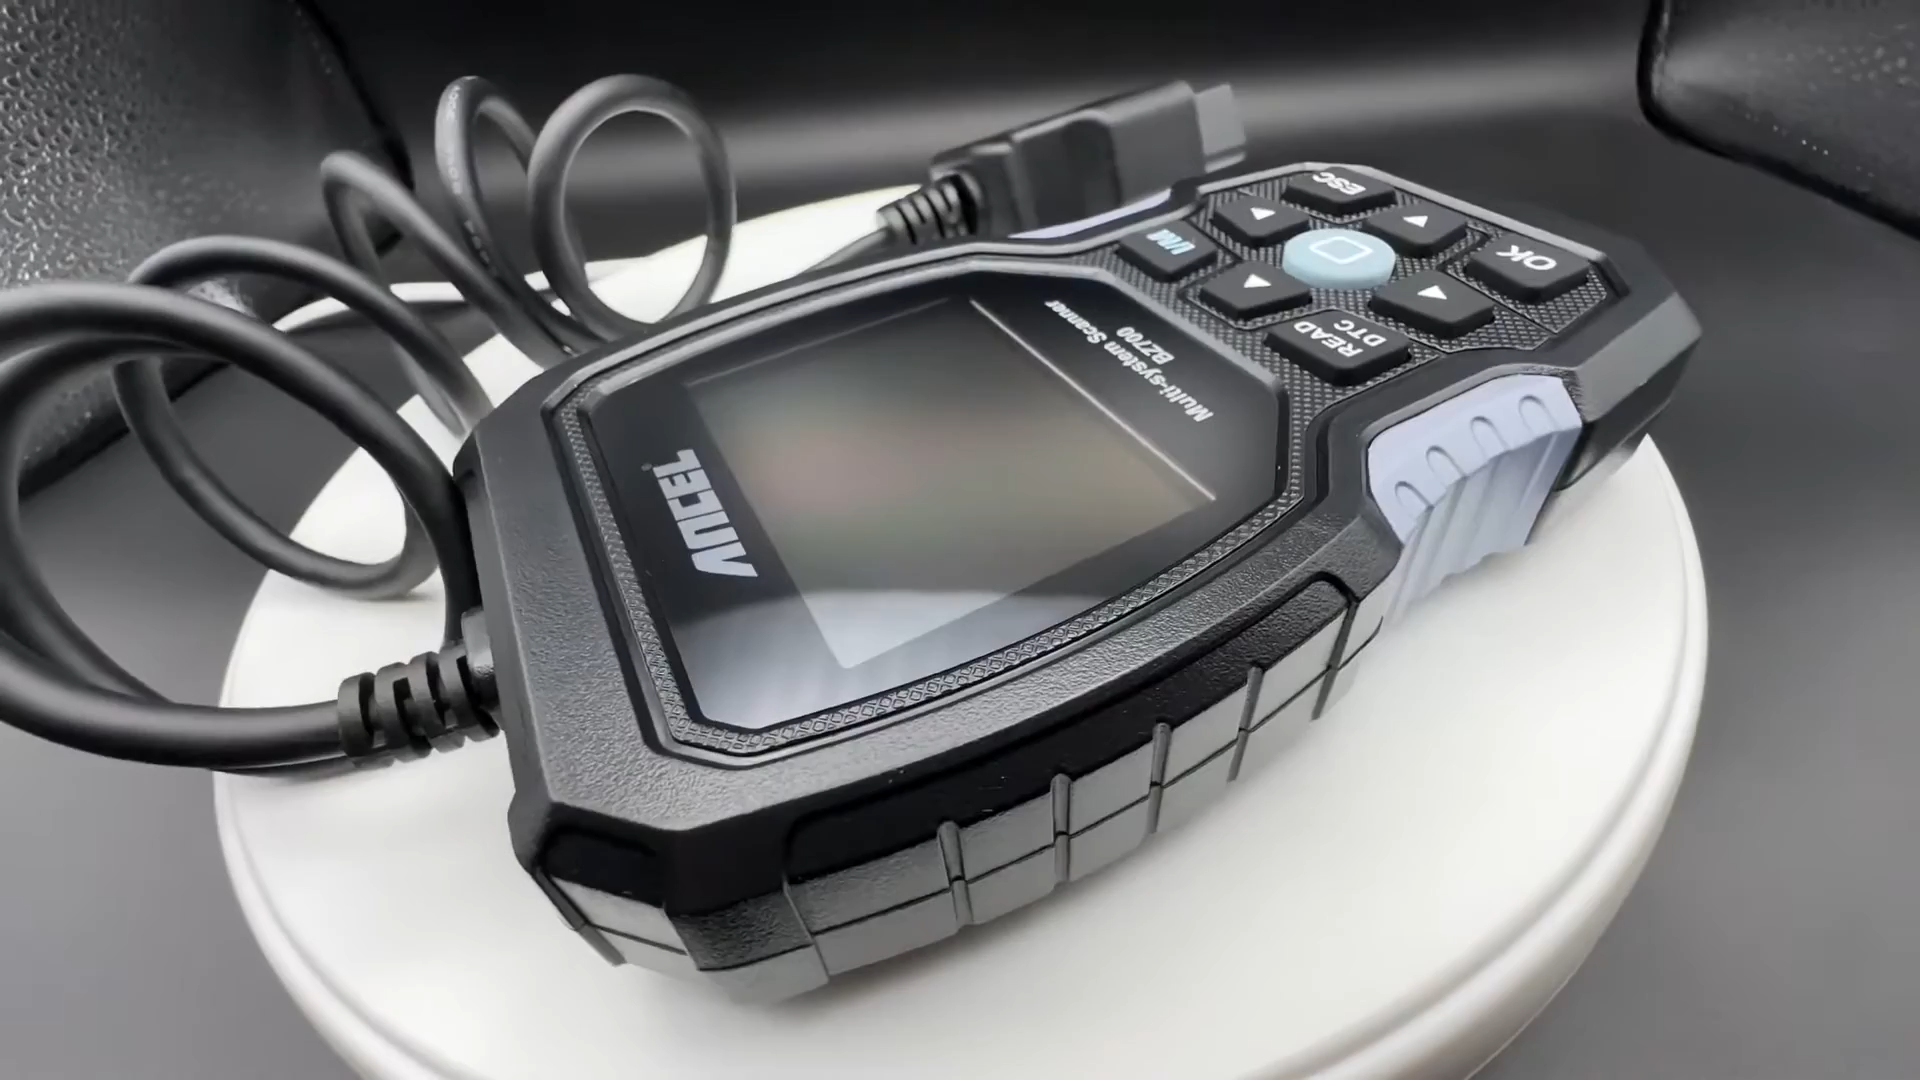 ANCEL®
Multi-system Scanner
BZ700
I/M
ESC
OK
READ
DTC